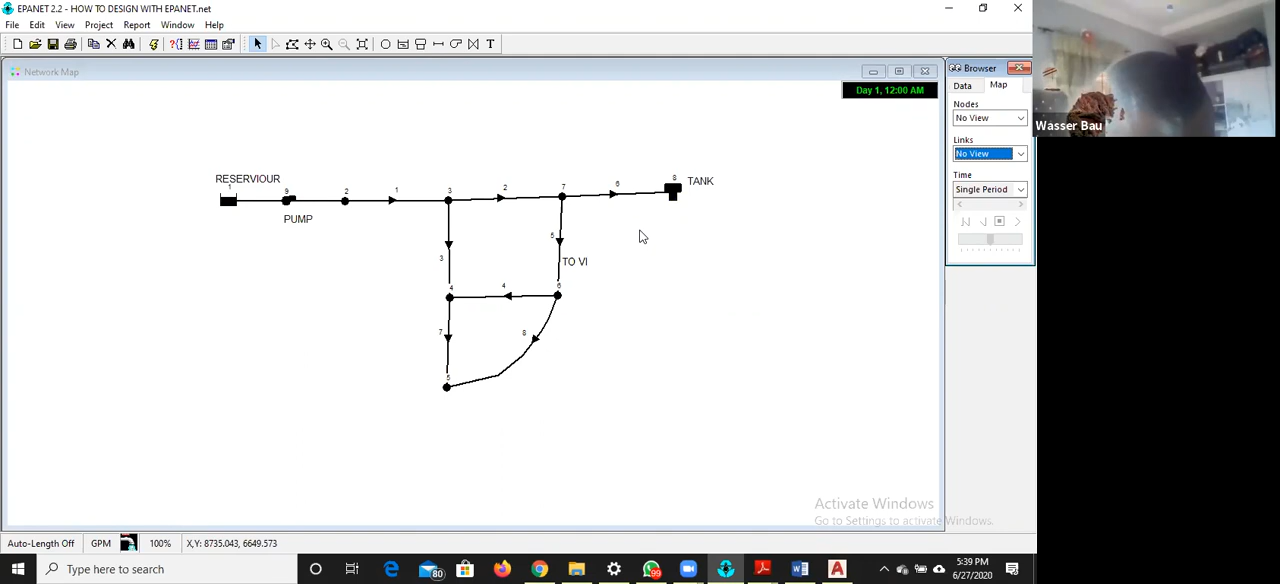 EPANET 2.2 - HOW TO DESIGN WITH EPANET.net
File Edit View Project Report Window Help
Network Map
Day 1, 12:00 AM
Browser
Data Map
Nodes
No View
Links
No View
Time
Single Period
Wasser Bau
RESERVIOUR
1
9
2
1
3
2
7
6
8
TANK
PUMP
3
5
TO VI
4
4
6
7
8
5
Activate Windows
Go to Settings to activate Windows.
Auto-Length Off GPM 100% X,Y: 8735.043, 6649.573
Type here to search
80
99
5:39 PM
6/27/2020